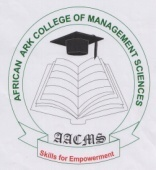 AFRICAN ARK COLLEGE OF MANAGEMENT SCIENCES
AACMS
Skills for Empowerment